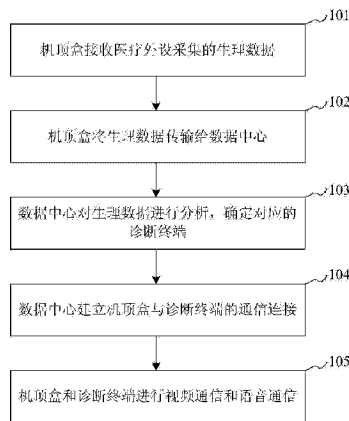 101
机顶盒接收医疗外设采集的生理数据
102
机顶盒将生理数据传输给数据中心
103
数据中心对生理数据进行分析，确定对应的
诊断终端
104
数据中心建立机顶盒与诊断终端的通信连接
105
机顶盒和诊断终端进行视频通信和语音通信